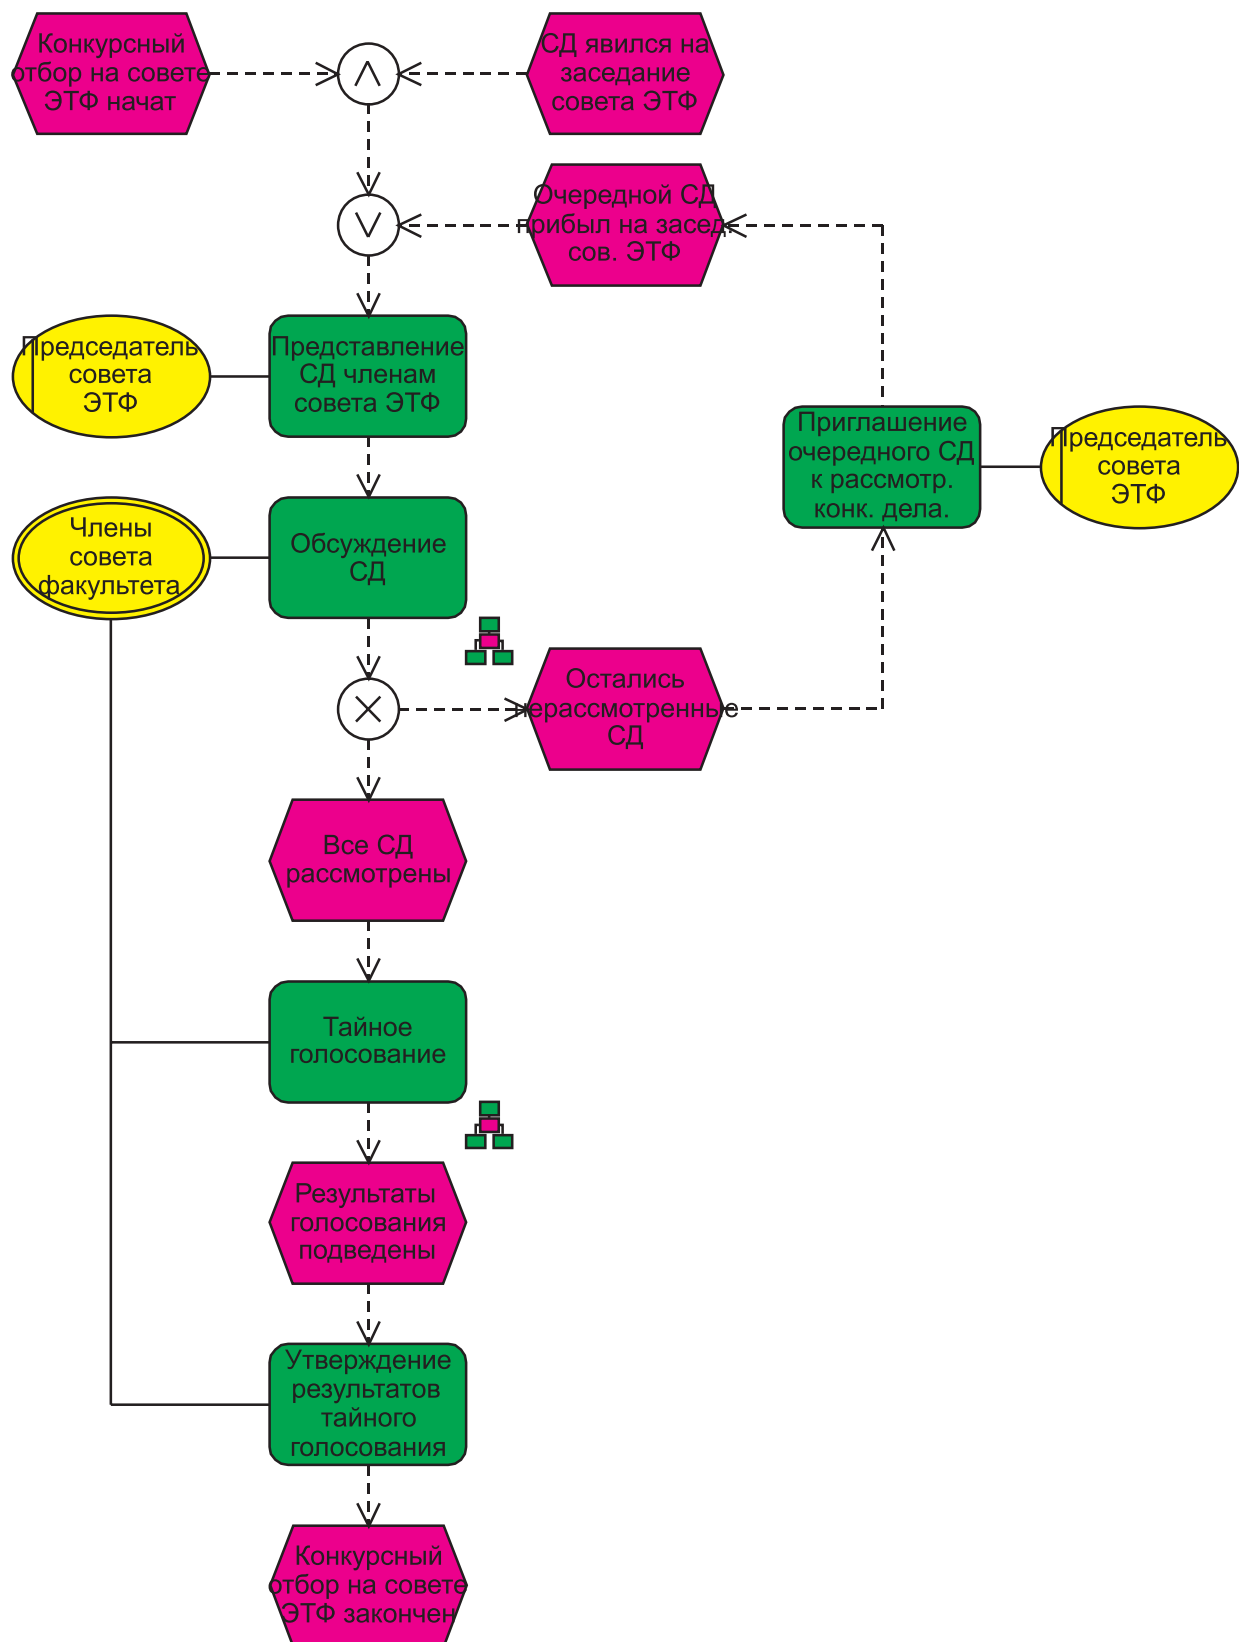 Конкурсный
отбор на совете
ЭТФ начат
СД явился на
заседание
совета ЭТФ
Очередной СД
прибыл на засед.
сов. ЭТФ
Председатель
совета
ЭТФ
Представление
СД членам
совета ЭТФ
Приглашение
очередного СД
к рассмотр.
конк. дела.
Председатель
совета
ЭТФ
Члены
совета
факультета
Обсуждение
СД
Остались
нерассмотренные
СД
Все СД
рассмотрены
Тайное
голосование
Результаты
голосования
подведены
Утверждение
результатов
тайного
голосования
Конкурсный
отбор на совете
ЭТФ закончен